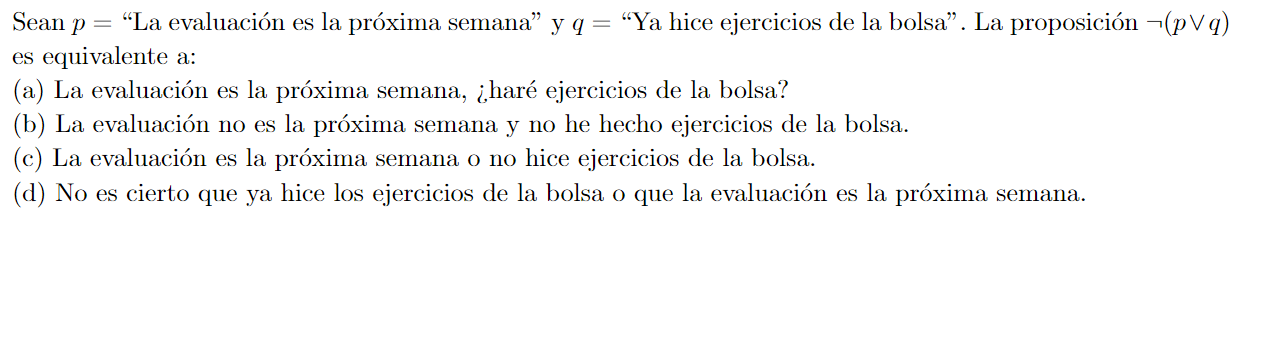 Sean p = “La evaluación es la próxima semana” y q = “Ya hice ejercicios de la bolsa”. La proposición ¬(p∨q)
es equivalente a:
(a) La evaluación es la próxima semana, ¿haré ejercicios de la bolsa?
(b) La evaluación no es la próxima semana y no he hecho ejercicios de la bolsa.
(c) La evaluación es la próxima semana o no hice ejercicios de la bolsa.
(d) No es cierto que ya hice los ejercicios de la bolsa o que la evaluación es la próxima semana.